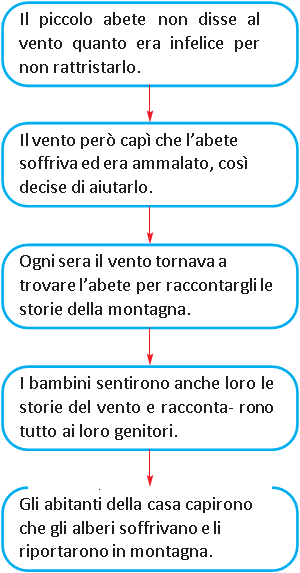 Il piccolo abete non disse al
vento quanto era infelice per
non rattristarlo.
Il vento però capì che l'abete
soffriva ed era ammalato, così
decise di aiutarlo.
Ogni sera il vento tornava a
trovare l'abete per raccontargli le
storie della montagna.
I bambini sentirono anche loro le
storie del vento e racconta- rono
tutto ai loro genitori.
Gli abitanti della casa capirono
che gli alberi soffrivano e li
riportarono in montagna.